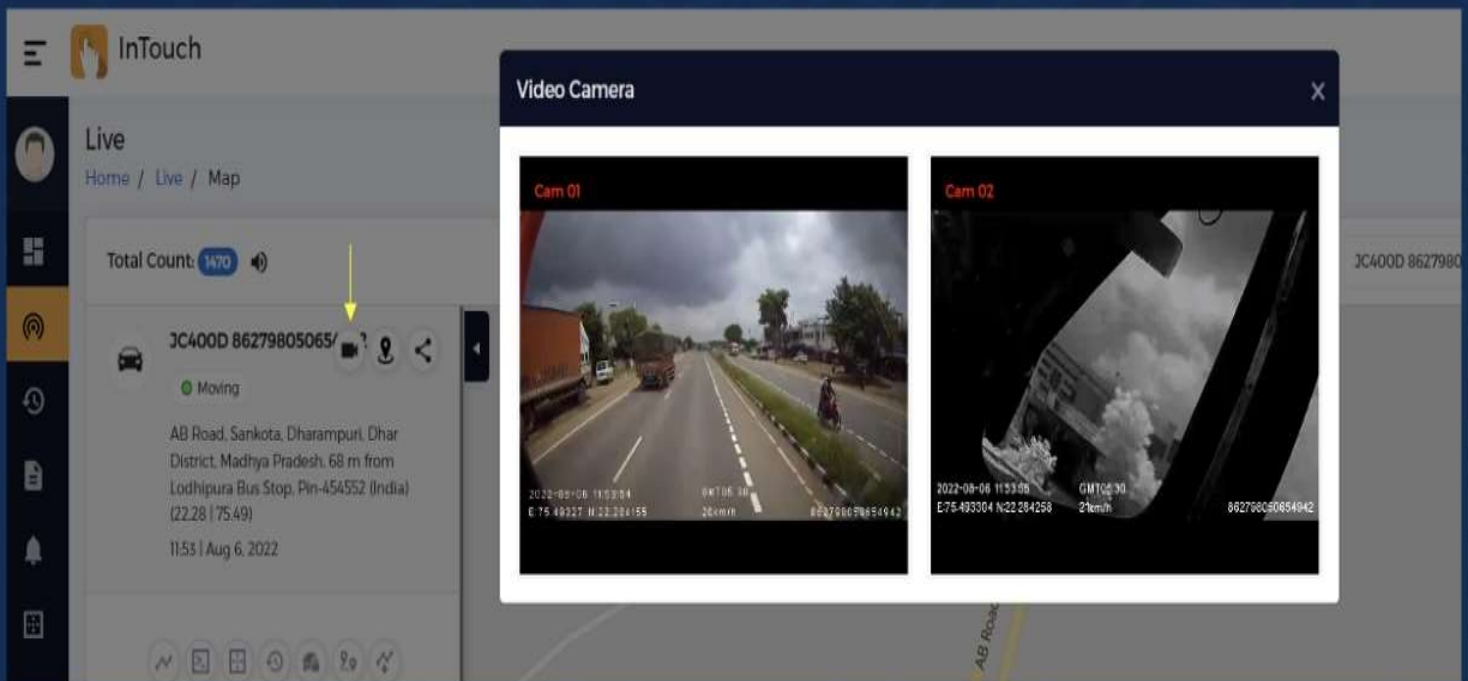 InTouch
Video Camera
X
Live
Home / Live / Map
Total Count: 1470
JC400D 8627980
JC400D 86279805065
Moving
AB Road, Sankota, Dharampuri, Dhar
District, Madhya Pradesh, 68 m from
Lodhipura Bus Stop, Pin-454552 (India)
(22.28 | 75.49)
11:53 | Aug 6, 2022
Cam 01
2022-08-06 11:53:54 GMT05:30
E:75.49327 N:22.284155 20km/h 862798050654942
Cam 02
2022-08-06 11:53:55 GMT05:30
E:75.493304 N:22.284258 21km/h 862798050654942
AB Road